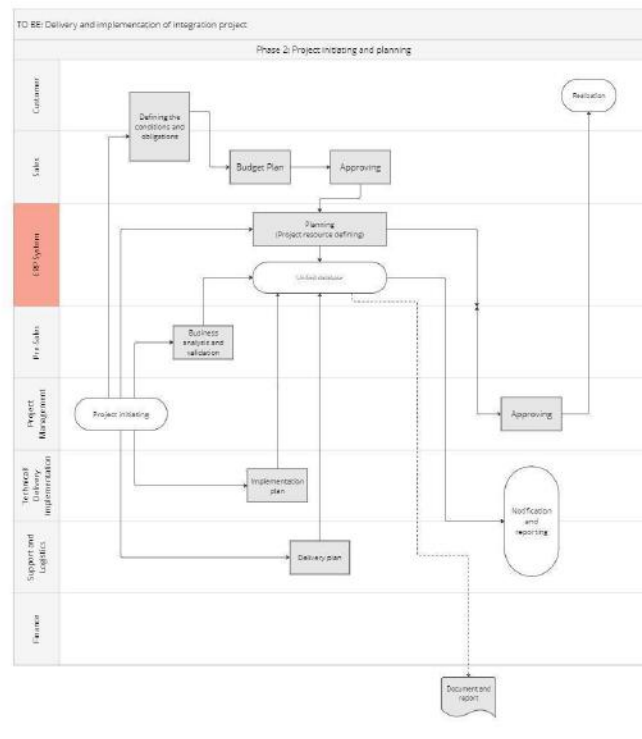 TO BE: Delivery and implementation of integration project
Phase 2: Project initiating and planning
Customer
Defining the
conditions and
obligations
Realization
Sales
Budget Plan
Approving
ERP System
Planning
(Project resource defining)
Unified database
Pre Sales
Business
analysis and
validation
Project
Management
Project initiating
Approving
Technical/
Delivery
Implementation
Implementation
plan
Notification
and
reporting
Support and
Logistics
Delivery plan
Finance
Document and
report